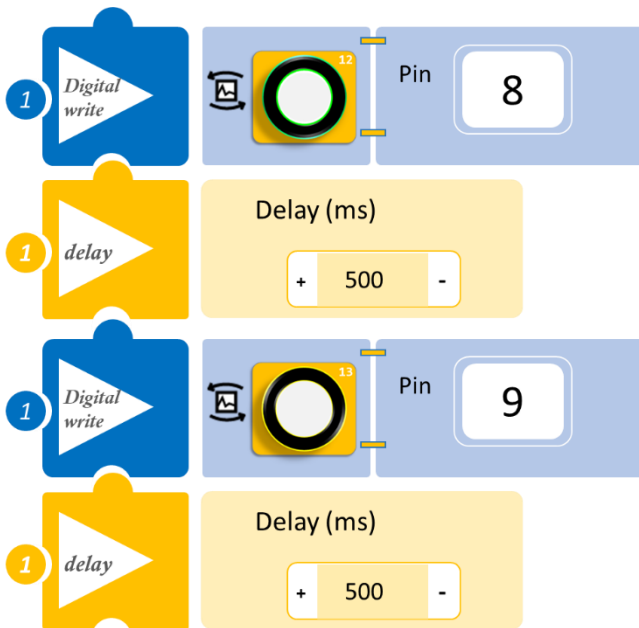 Digital
write
1
12
Pin
8
delay
1
Delay (ms)
+ 500 -
Digital
write
1
13
Pin
9
delay
1
Delay (ms)
+ 500 -